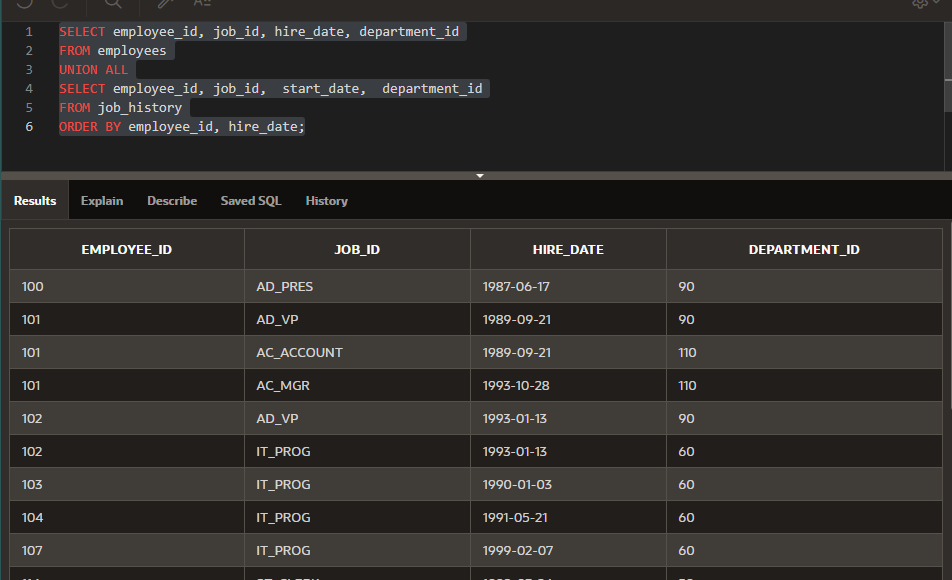 1 SELECT employee_id, job_id, hire_date, department_id
2 FROM employees
3 UNION ALL
4 SELECT employee_id, job_id,  start_date,  department_id
5 FROM job_history
6 ORDER BY employee_id, hire_date;
Results Explain Describe Saved SQL History
EMPLOYEE_ID JOB_ID HIRE_DATE DEPARTMENT_ID
100 AD_PRES 1987-06-17 90
101 AD_VP 1989-09-21 90
101 AC_ACCOUNT 1989-09-21 110
101 AC_MGR 1993-10-28 110
102 AD_VP 1993-01-13 90
102 IT_PROG 1993-01-13 60
103 IT_PROG 1990-01-03 60
104 IT_PROG 1991-05-21 60
107 IT_PROG 1999-02-07 60